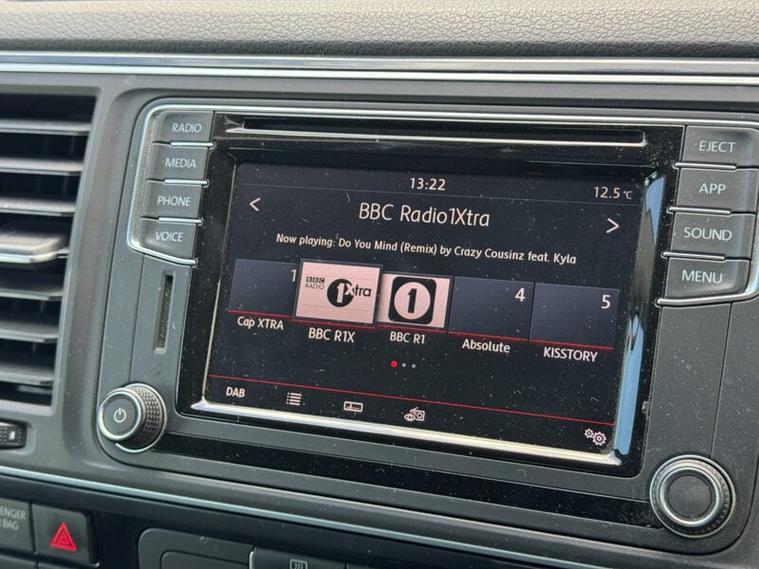 RADIO
MEDIA
PHONE
VOICE
EJECT
APP
SOUND
MENU
13:22
12.5 °C
< BBC Radio1Xtra >
Now playing: Do You Mind (Remix) by Crazy Cousinz feat. Kyla
1
BBC
RADIO
1Xtra
1
4
5
Cap XTRA
BBC R1X
BBC R1
Absolute
KISSTORY
DAB
ENGER
BAG